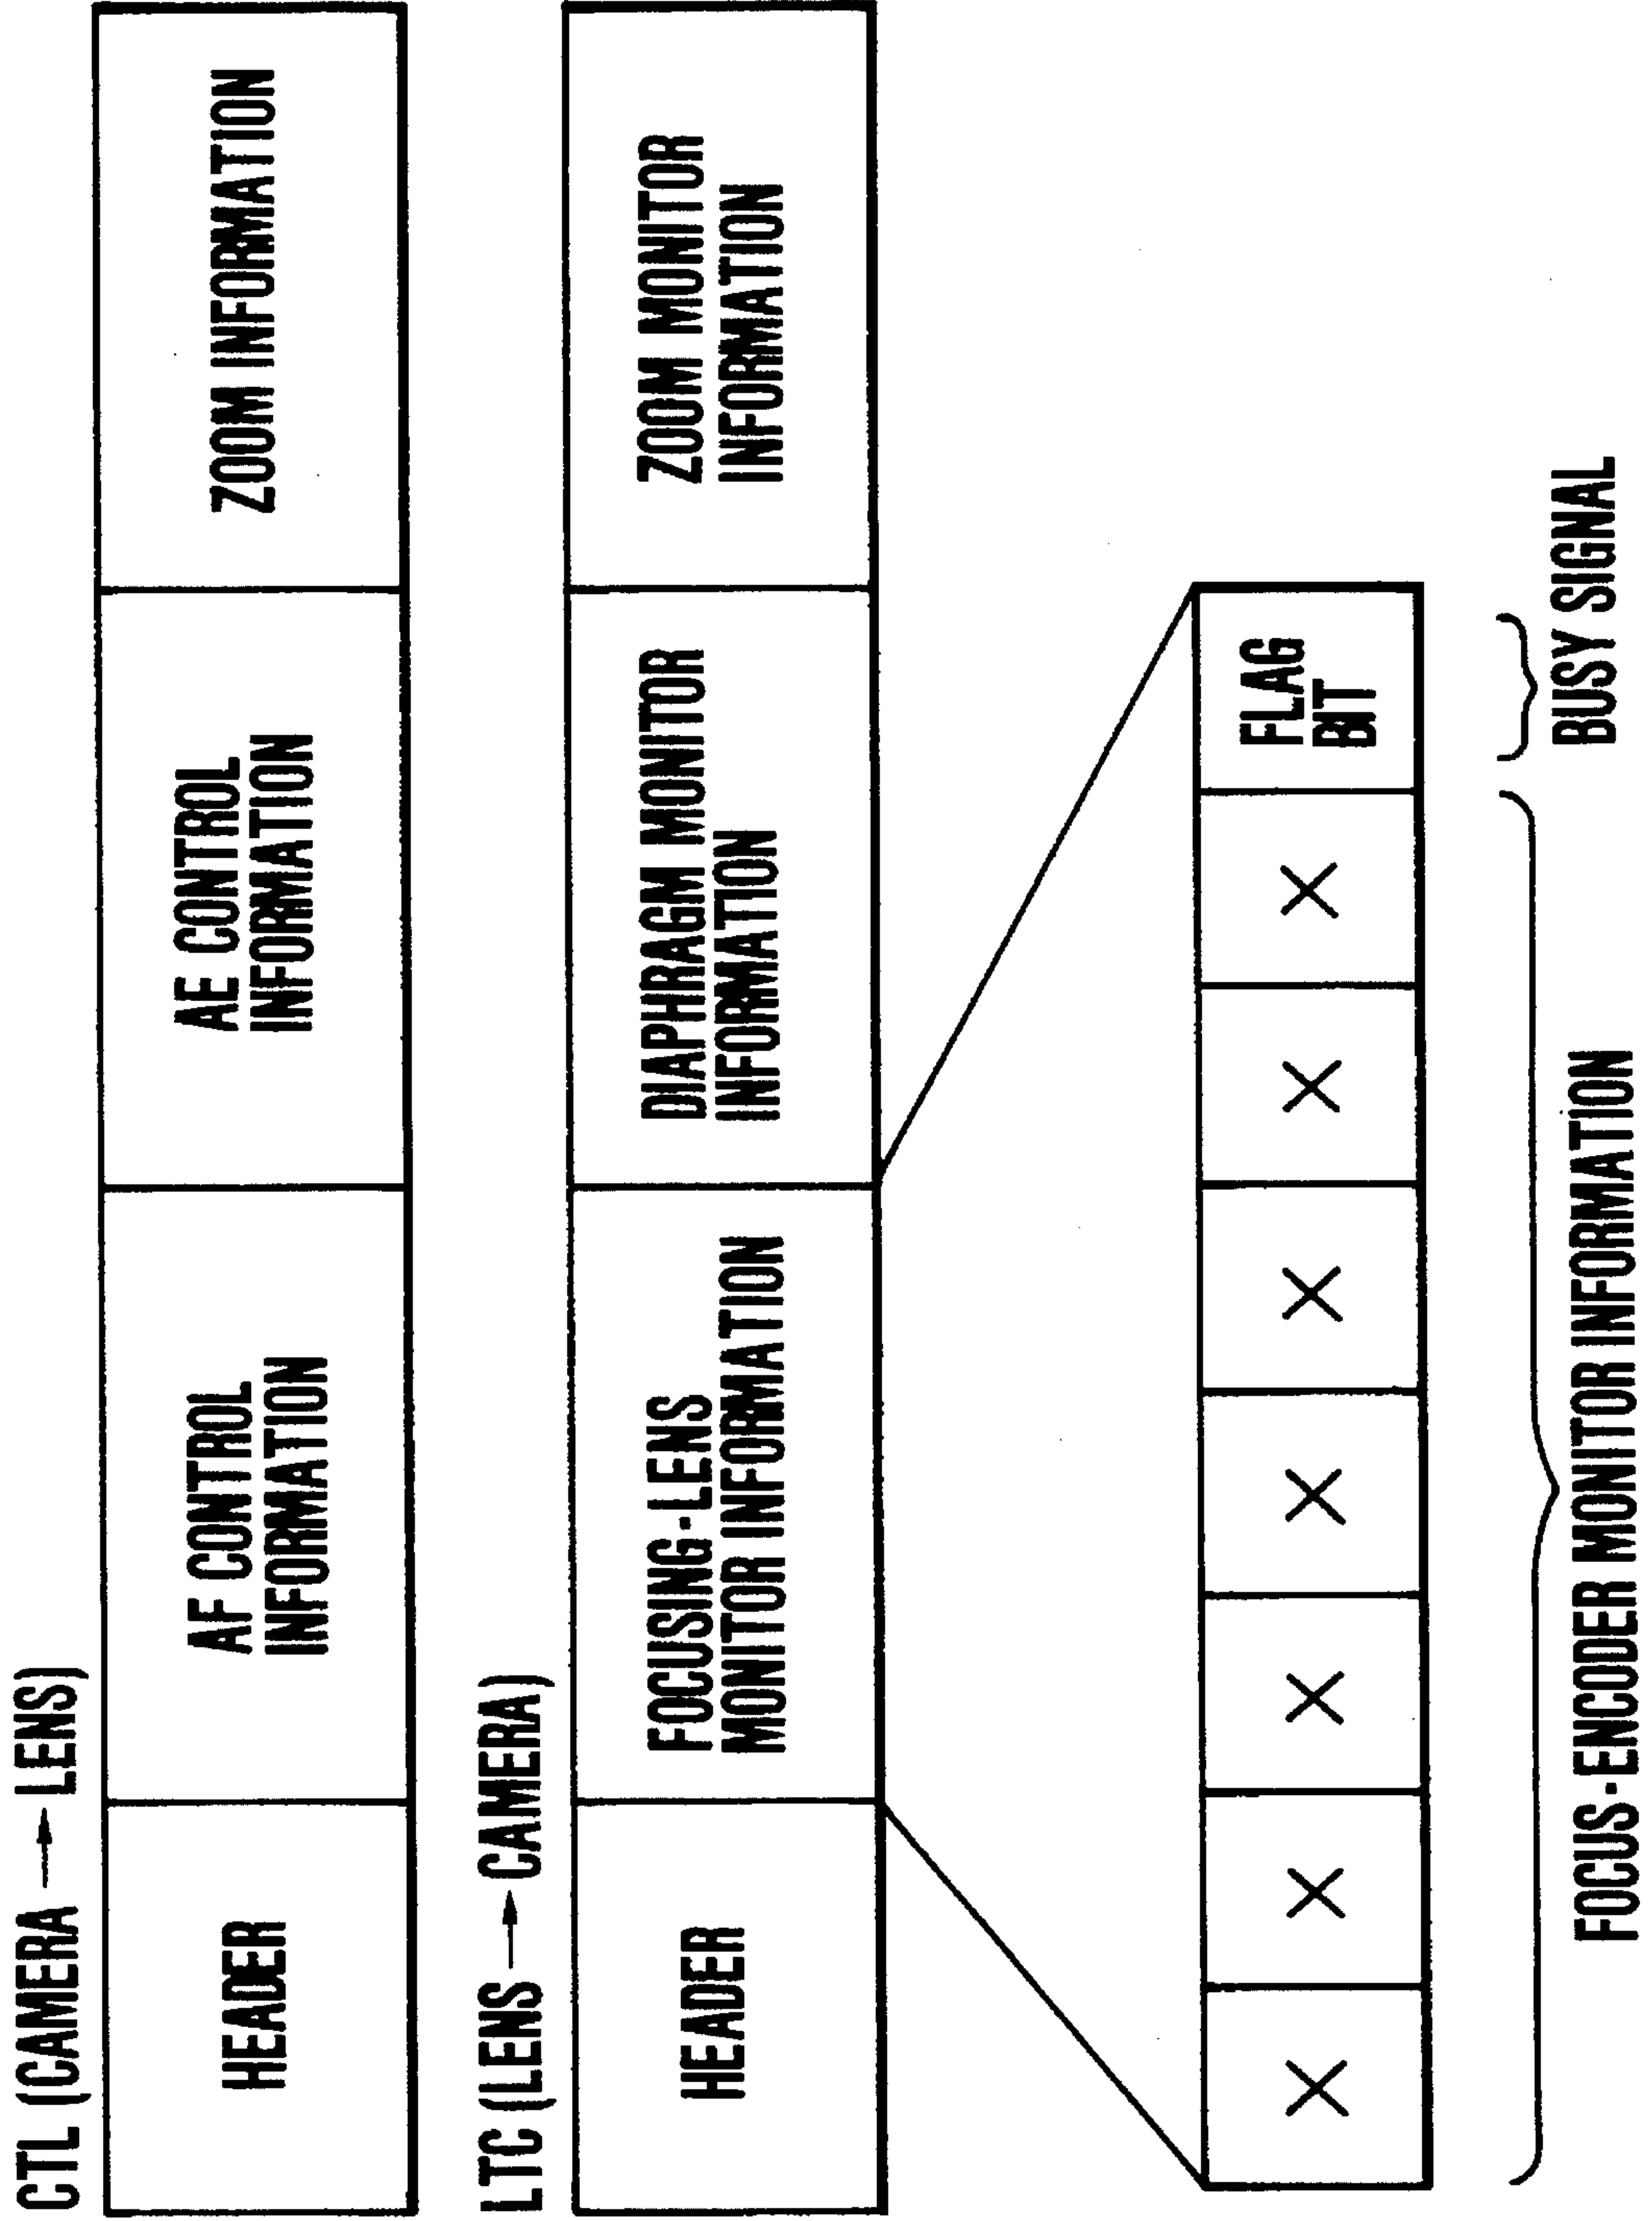 CTL (CAMERA → LENS)
HEADER
AF CONTROL
INFORMATION
AE CONTROL
INFORMATION
ZOOM INFORMATION
LTC (LENS → CAMERA)
HEADER
FOCUSING-LENS
MONITOR INFORMATION
DIAPHRAGM MONITOR
INFORMATION
ZOOM MONITOR
INFORMATION
X X X X X X X
FLAG
BIT
FOCUS-ENCODER MONITOR INFORMATION
BUSY SIGNAL